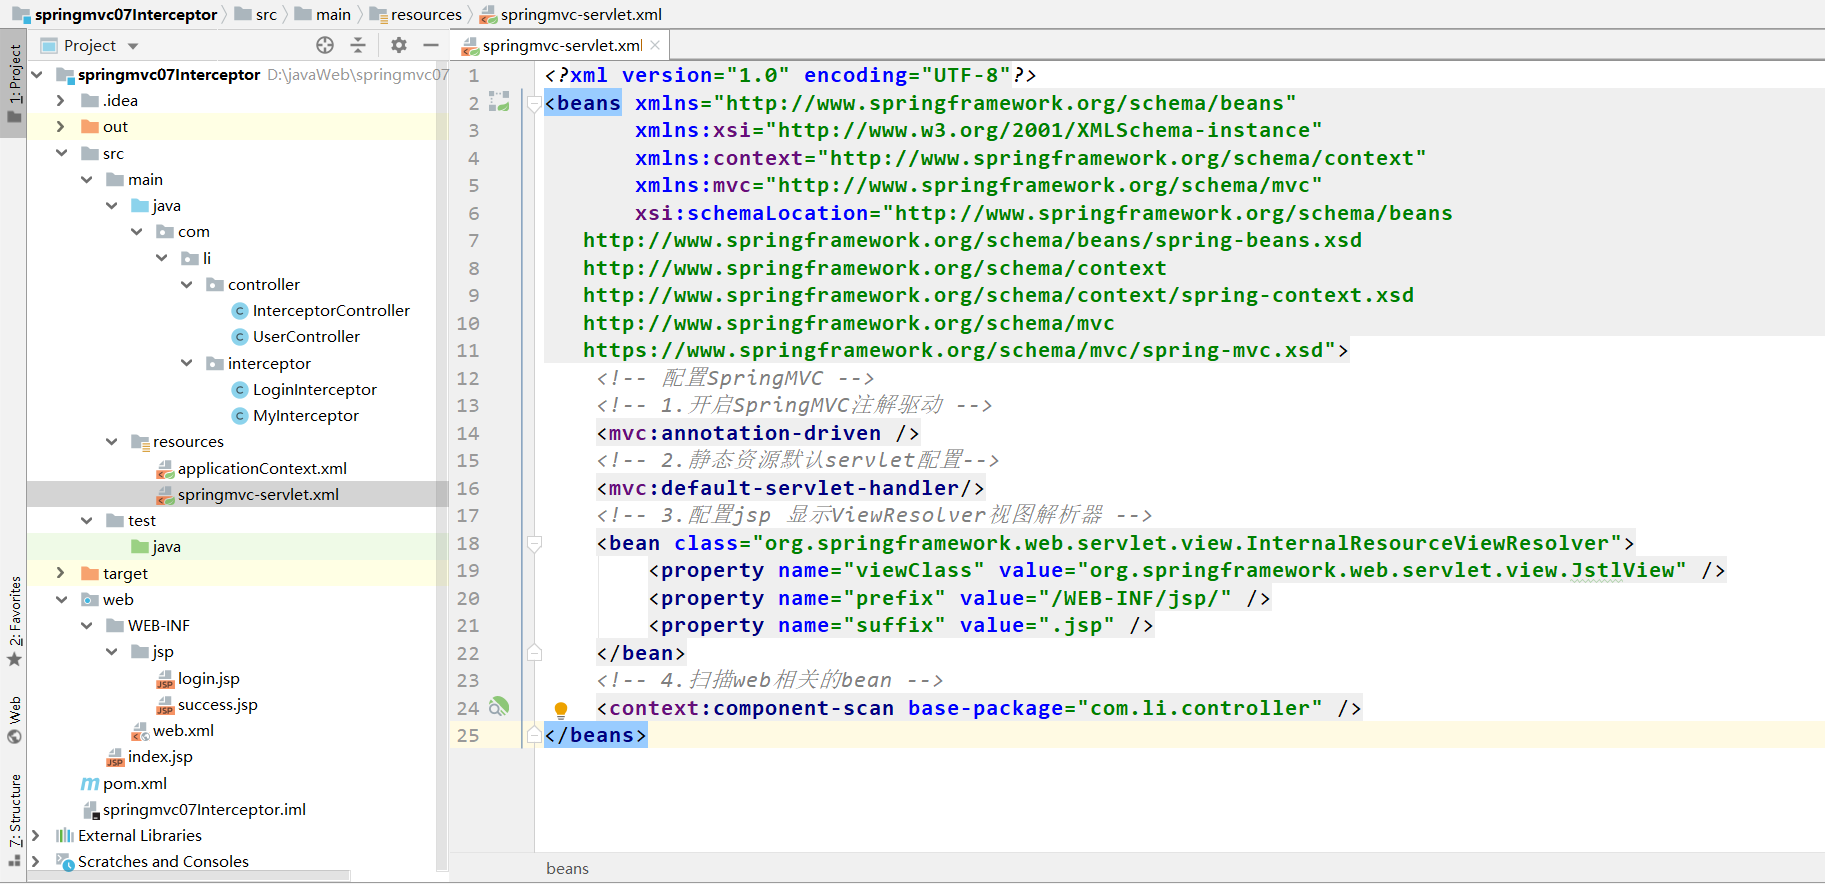 springmvc07Interceptor src main resources springmvc-servlet.xml
Project
springmvc-servlet.xml
1: Project
2: Favorites
Web
Z: Structure
springmvc07Interceptor D:\javaWeb\springmvc07
.idea
out
src
main
java
com
li
controller
InterceptorController
UserController
interceptor
LoginInterceptor
MyInterceptor
resources
applicationContext.xml
springmvc-servlet.xml
test
java
target
web
WEB-INF
jsp
login.jsp
success.jsp
web.xml
index.jsp
pom.xml
springmvc07Interceptor.iml
External Libraries
Scratches and Consoles
1 <?xml version="1.0" encoding="UTF-8"?>
2 <beans xmlns="http://www.springframework.org/schema/beans"
3 xmlns:xsi="http://www.w3.org/2001/XMLSchema-instance"
4 xmlns:context="http://www.springframework.org/schema/context"
5 xmlns:mvc="http://www.springframework.org/schema/mvc"
6 xsi:schemaLocation="http://www.springframework.org/schema/beans
7 http://www.springframework.org/schema/beans/spring-beans.xsd
8 http://www.springframework.org/schema/context
9 http://www.springframework.org/schema/context/spring-context.xsd
10 http://www.springframework.org/schema/mvc
11 https://www.springframework.org/schema/mvc/spring-mvc.xsd">
12 <!-- 配置SpringMVC -->
13 <!-- 1.开启SpringMVC注解驱动 -->
14 <mvc:annotation-driven />
15 <!-- 2.静态资源默认servlet配置-->
16 <mvc:default-servlet-handler/>
17 <!-- 3.配置jsp 显示ViewResolver视图解析器 -->
18 <bean class="org.springframework.web.servlet.view.InternalResourceViewResolver">
19 <property name="viewClass" value="org.springframework.web.servlet.view.JstlView" />
20 <property name="prefix" value="/WEB-INF/jsp/" />
21 <property name="suffix" value=".jsp" />
22 </bean>
23 <!-- 4.扫描web相关的bean -->
24 <context:component-scan base-package="com.li.controller" />
25 </beans>
beans